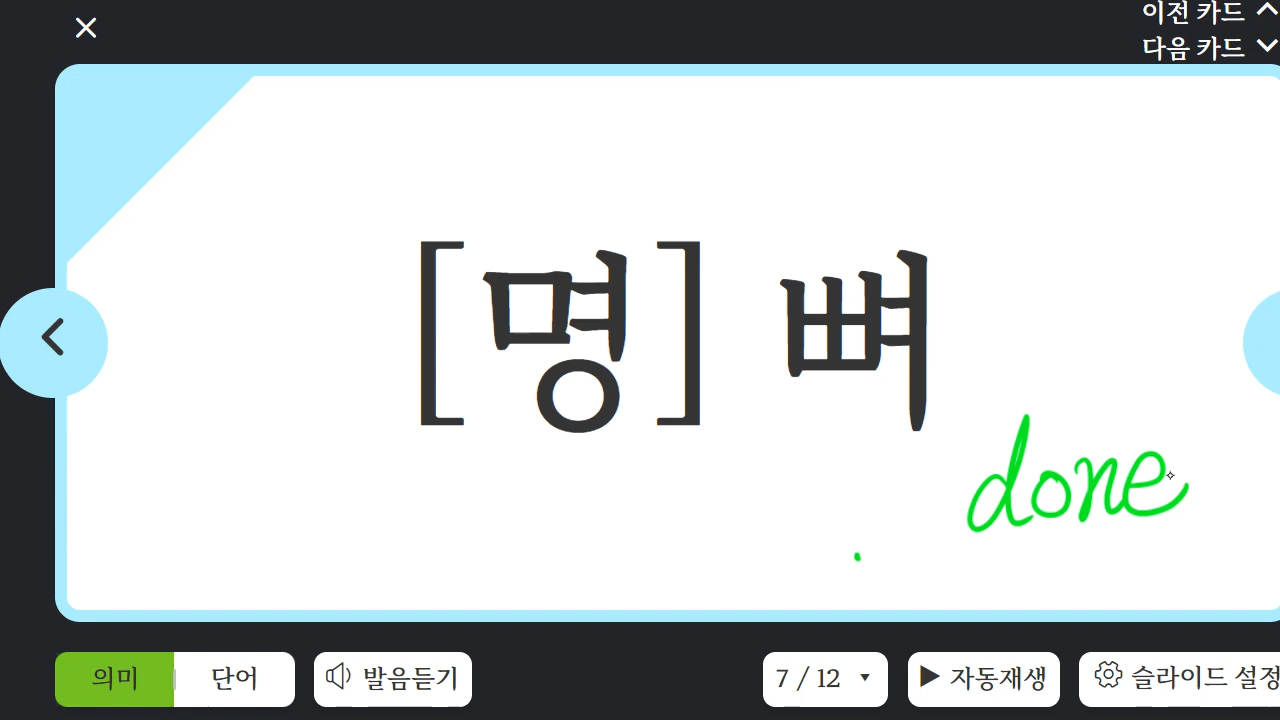 이전 카드
다음 카드
[명] 뼈
done
의미 단어 발음듣기 7 / 12 자동재생 슬라이드 설정